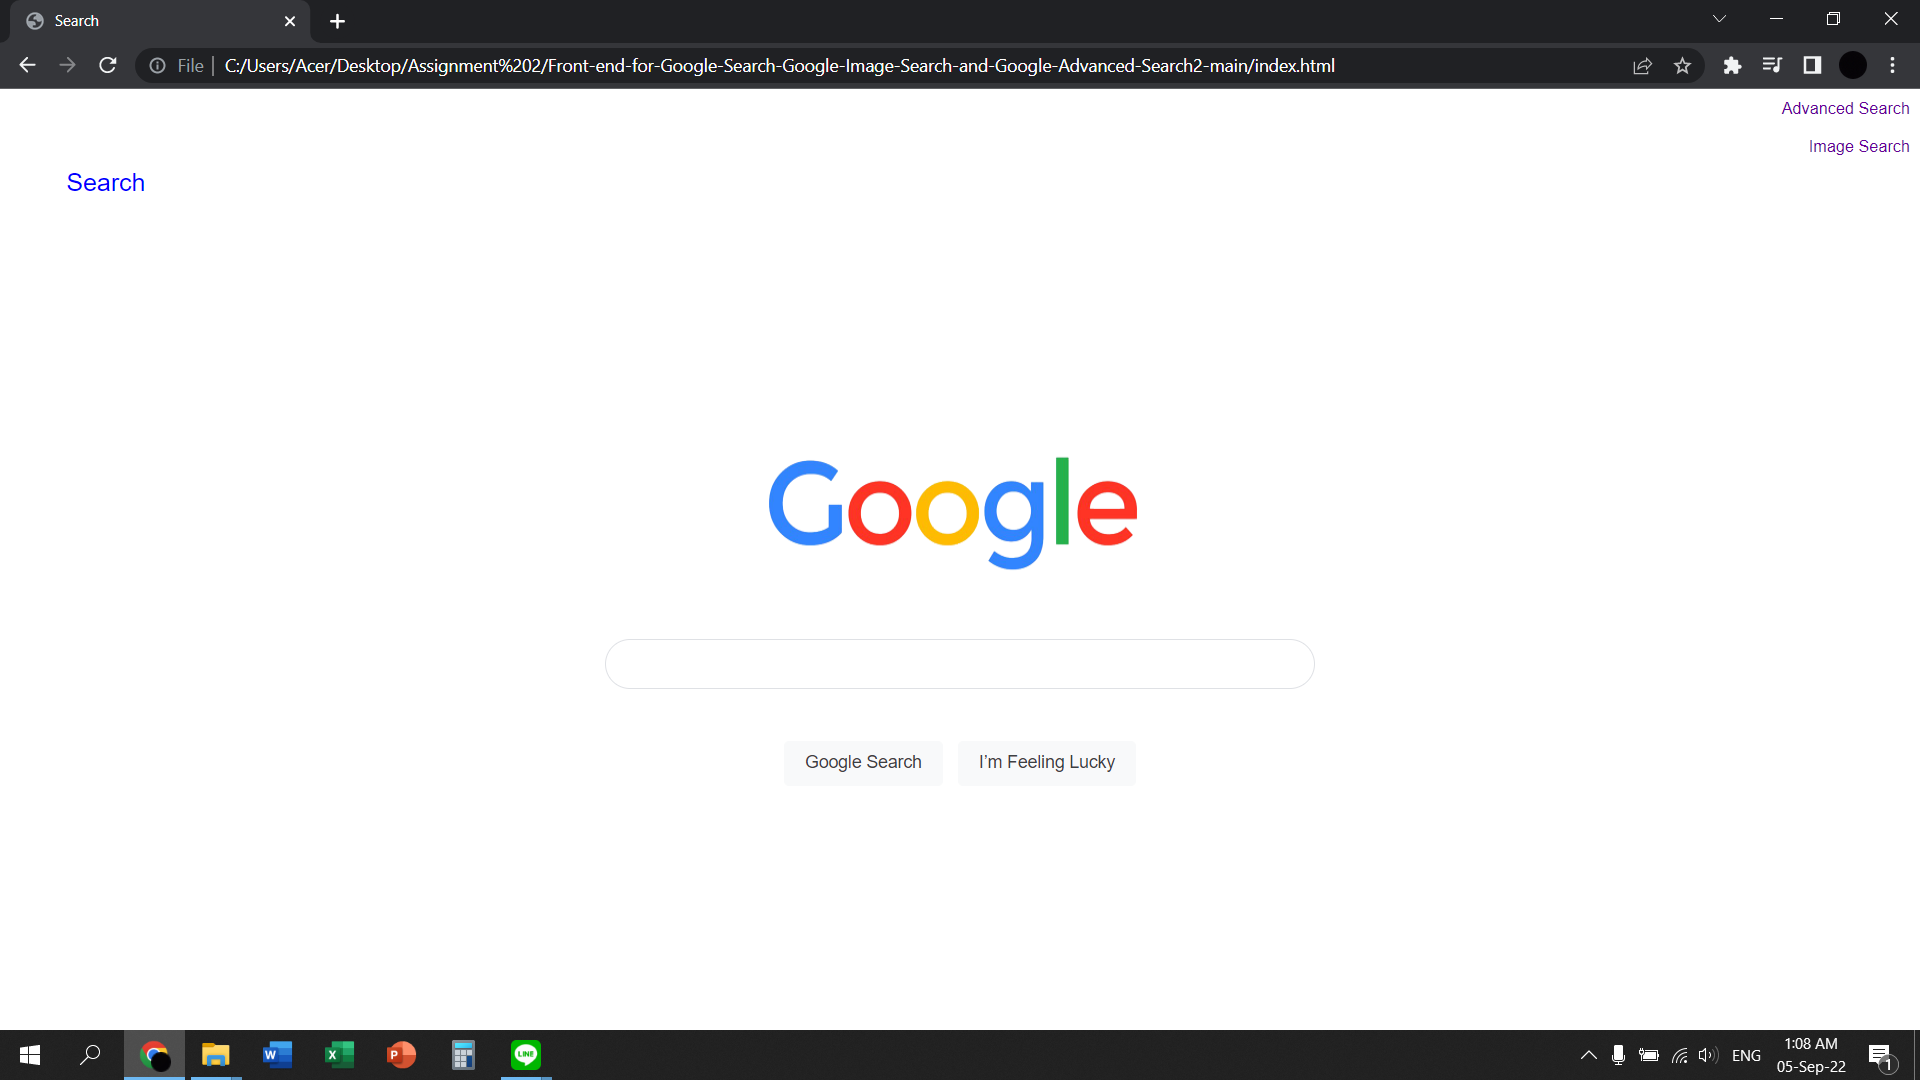 Search
File
C:/Users/Acer/Desktop/Assignment%202/Front-end-for-Google-Search-Google-Image-Search-and-Google-Advanced-Search2-main/index.html
Advanced Search
Image Search
Search
Google
Google Search
I’m Feeling Lucky
W
X
P
LINE
ENG
1:08 AM
05-Sep-22
1